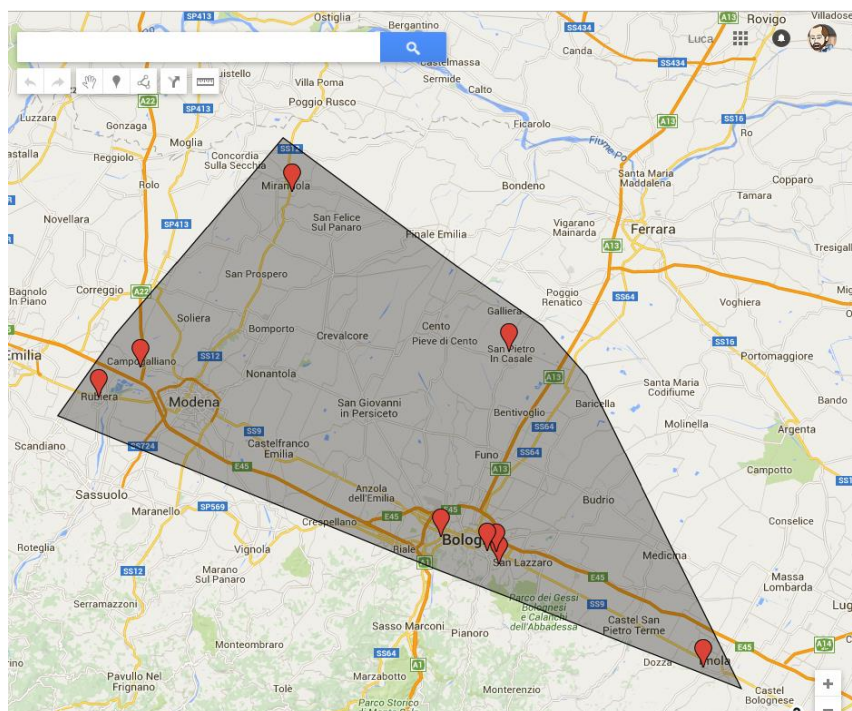 SP413
Ostiglia
Bergantino
SS434
A13
Rovigo
Villadose
Luca
Canda
SS434
Castelmassa
Sermide
Calto
Quistello
Villa Poma
Poggio Rusco
A22
SP413
Luzzara
Gonzaga
Moglia
Reggiolo
Rolo
Concordia
Sulla Secchia
SS12
Mirandola
Ficarolo
Fiume Po
A13
SS16
Ro
Santa Maria
Maddalena
Copparo
Tamara
Bondeno
Novellara
SP413
San Felice
Sul Panaro
Finale Emilia
Vigarano
Mainarda
Ferrara
A13
Tresigallo
San Prospero
Correggio
A22
Bagnolo
In Piano
Poggio
Renatico
SS64
Voghiera
Galliera
Soliera
Bomporto
Crevalcore
Cento
Pieve di Cento
San Pietro
In Casale
SS16
Portomaggiore
Emilia
Campogalliano
SS12
Nonantola
A13
Rubiera
Modena
San Giovanni
in Persiceto
Bentivoglio
Baricella
Santa Maria
Codifiume
Bando
Molinella
Argenta
SS64
SS9
Castelfranco
Emilia
Scandiano
SS724
Funo
SS64
E45
A13
Campotto
Sassuolo
Anzola
dell'Emilia
Maranello
SP569
Crespellano
E45
E45
Budrio
Conselice
Bologna
Riale
A1
San Lazzaro
Medicina
Roteglia
Vignola
SS12
Marano
Sul Panaro
E45
Massa
Lombarda
Serramazzoni
Parco dei Gessi
Bolognesi
e Calanchi
dell'Abbadessa
SS9
Castel San
Pietro Terme
Sasso Marconi
Pianoro
Monteombraro
SS64
A1
E45
A14
Dozza
Imola
Pavullo Nel
Frignano
Tolè
Marzabotto
Monterenzio
Castel
Bolognese
Parco Storico
+
−